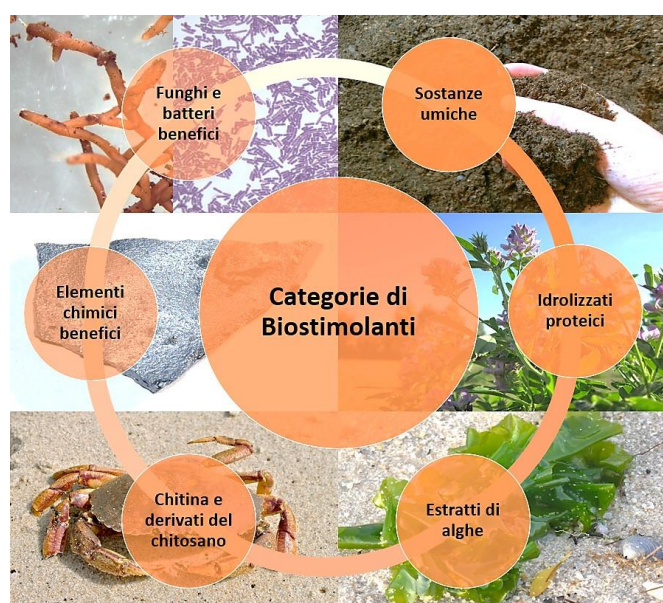 Funghi e
batteri
benefici
Sostanze
umiche
Elementi
chimici
benefici
Categorie di
Biostimolanti
Idrolizzati
proteici
Chitina e
derivati del
chitosano
Estratti di
alghe